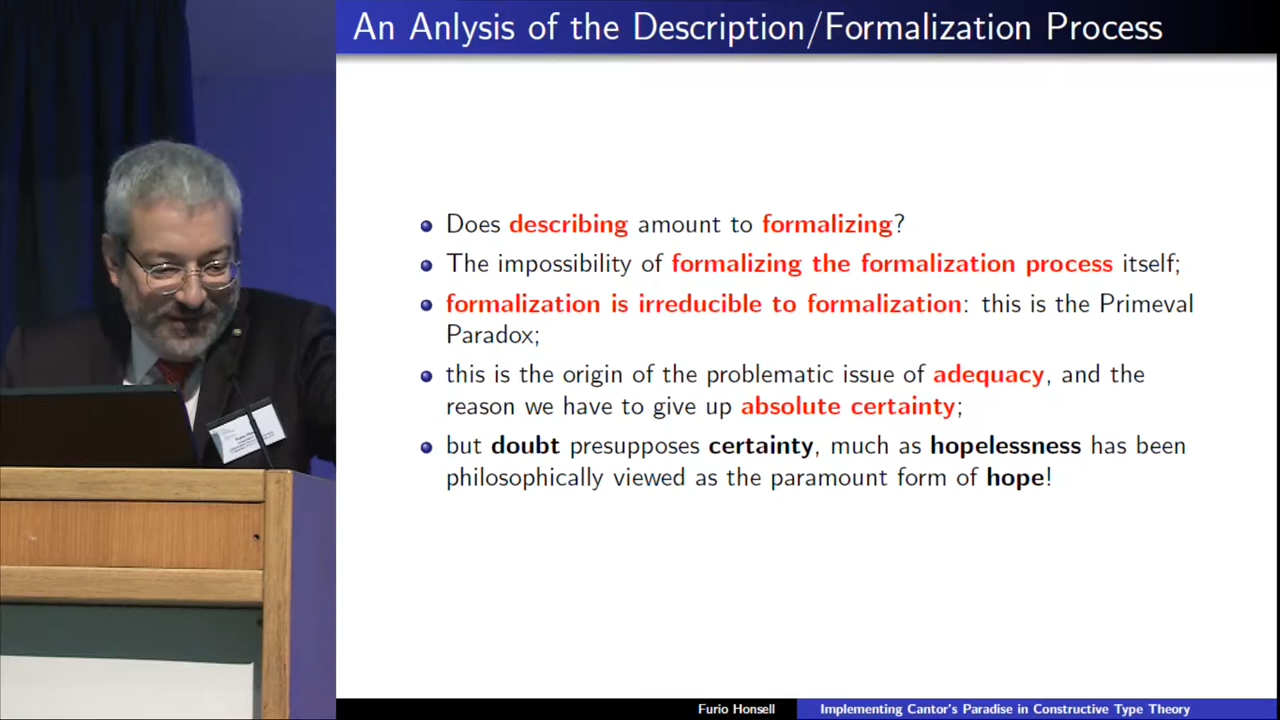 An Anlysis of the Description/Formalization Process
Does describing amount to formalizing?
The impossibility of formalizing the formalization process itself;
formalization is irreducible to formalization: this is the Primeval
Paradox;
this is the origin of the problematic issue of adequacy, and the
reason we have to give up absolute certainty;
but doubt presupposes certainty, much as hopelessness has been
philosophically viewed as the paramount form of hope!
Furio Honsell
Implementing Cantor's Paradise in Constructive Type Theory